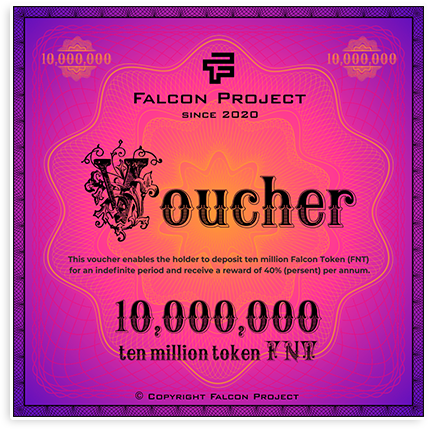 10,000,000 10,000,000
Falcon Project
since 2020
Voucher
This voucher enables the holder to deposit ten million Falcon Token (FNT)
for an indefinite period and receive a reward of 40% (persent) per annum.
10,000,000
ten million token FNT
© Copyright Falcon Project